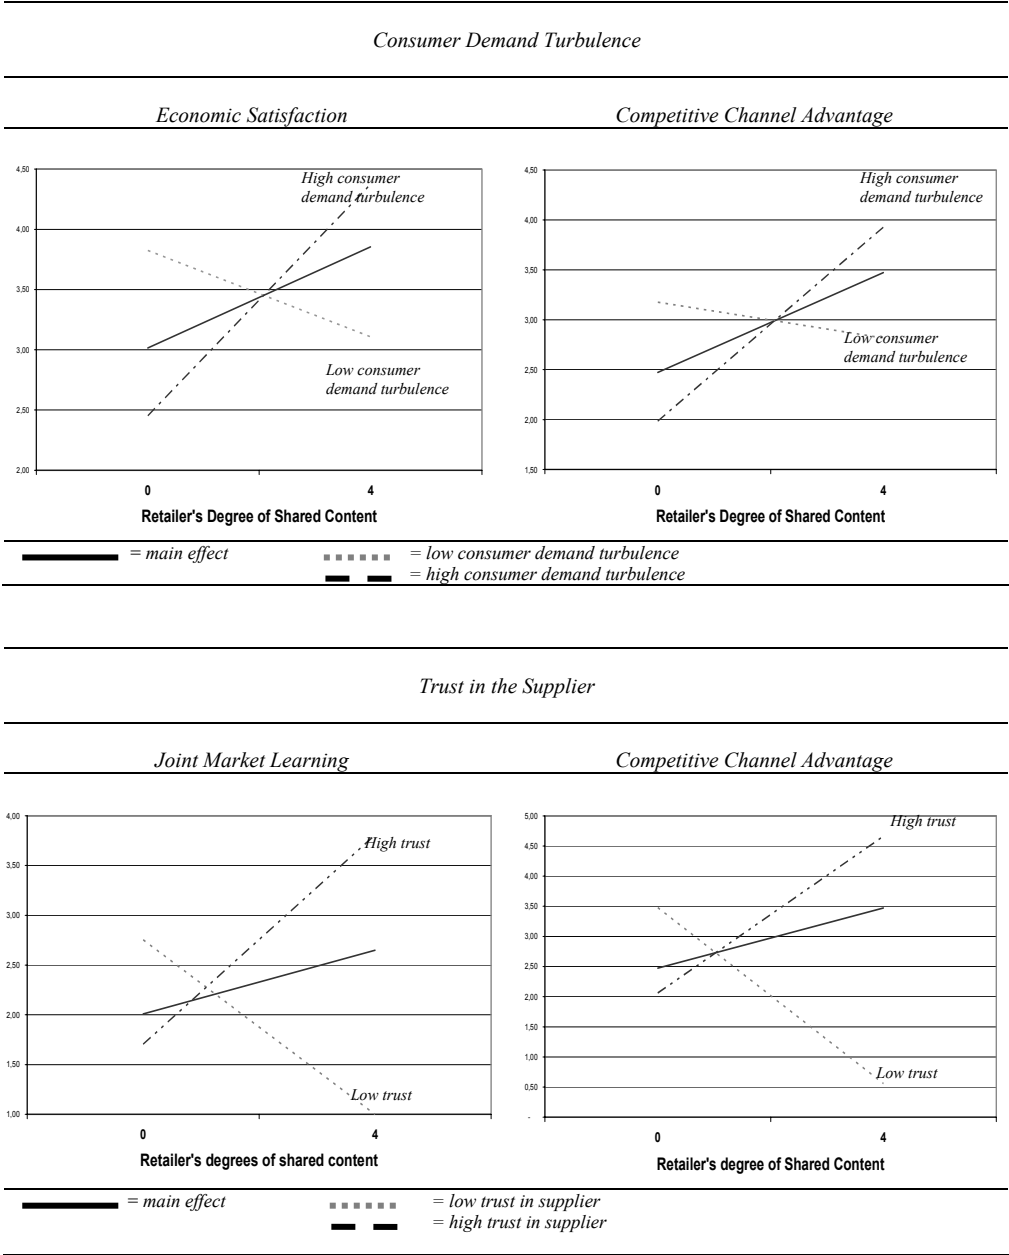 Consumer Demand Turbulence
Economic Satisfaction
Competitive Channel Advantage
4,50
4,00
3,50
3,00
2,50
2,00
High consumer
demand turbulence
Low consumer
demand turbulence
0
4
Retailer's Degree of Shared Content
4,50
4,00
3,50
3,00
2,50
2,00
1,50
High consumer
demand turbulence
Low consumer
demand turbulence
0
4
Retailer's Degree of Shared Content
= main effect
= low consumer demand turbulence
= high consumer demand turbulence
Trust in the Supplier
Joint Market Learning
Competitive Channel Advantage
4,00
3,50
3,00
2,50
2,00
1,50
1,00
High trust
Low trust
0
4
Retailer's degrees of shared content
5,00
4,50
4,00
3,50
3,00
2,50
2,00
1,50
1,00
0,50
-
High trust
Low trust
0
4
Retailer's degree of Shared Content
= main effect
= low trust in supplier
= high trust in supplier